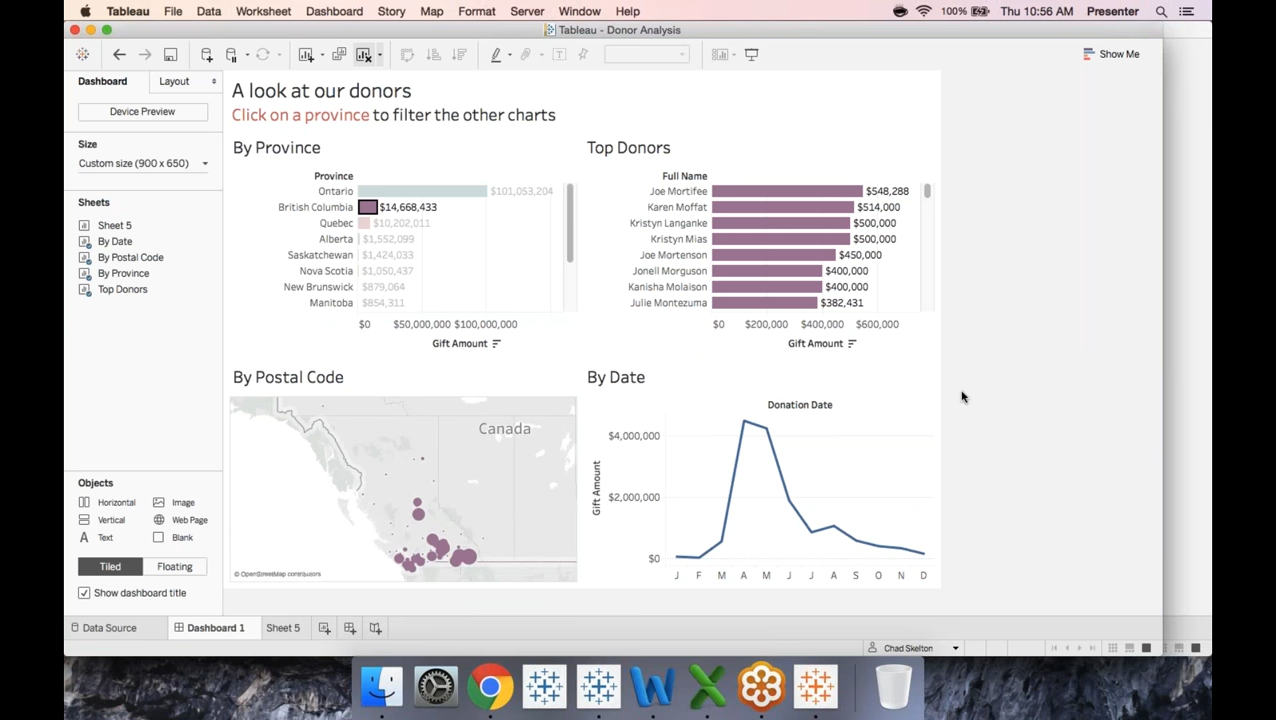 Tableau File Data Worksheet Dashboard Story Map Format Server Window Help 100% Thu 10:56 AM Presenter
Tableau - Donor Analysis
Show Me
Dashboard Layout
Device Preview
Size
Custom size (900 x 650)
Sheets
Sheet 5
By Date
By Postal Code
By Province
Top Donors
Objects
Horizontal Image
Vertical Web Page
A Text Blank
Tiled Floating
Show dashboard title
A look at our donors
Click on a province to filter the other charts
By Province
Province
Ontario $101,053,204
British Columbia $14,668,433
Quebec $10,202,011
Alberta $1,552,099
Saskatchewan $1,424,033
Nova Scotia $1,050,437
New Brunswick $879,064
Manitoba $854,311
$0 $50,000,000 $100,000,000
Gift Amount
Top Donors
Full Name
Joe Mortifee $548,288
Karen Moffat $514,000
Kristyn Langanke $500,000
Kristyn Mias $500,000
Joe Mortenson $450,000
Jonell Morguson $400,000
Kanisha Molaison $400,000
Julie Montezuma $382,431
$0 $200,000 $400,000 $600,000
Gift Amount
By Postal Code
Canada
© OpenStreetMap contributors
By Date
Donation Date
Gift Amount
$4,000,000
$2,000,000
$0
J F M A M J J A S O N D
Data Source Dashboard 1 Sheet 5
Chad Skelton